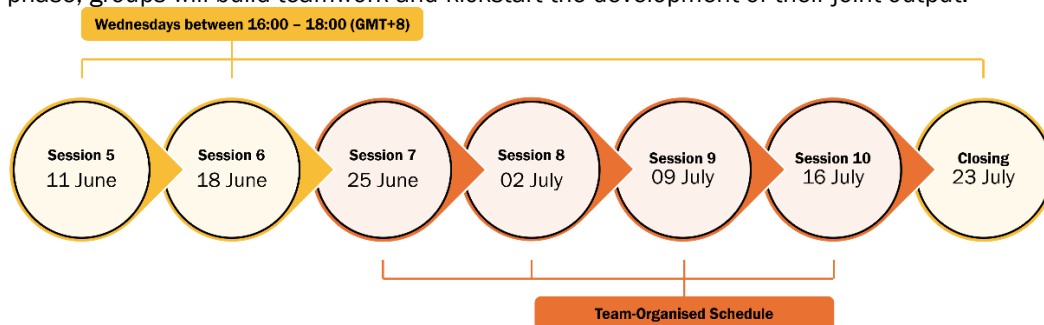 phase, groups will build teamwork and kickstart the development of their joint output.
Wednesdays between 16:00 – 18:00 (GMT+8)
Session 5
11 June
Session 6
18 June
Session 7
25 June
Session 8
02 July
Session 9
09 July
Session 10
16 July
Closing
23 July
Team-Organised Schedule